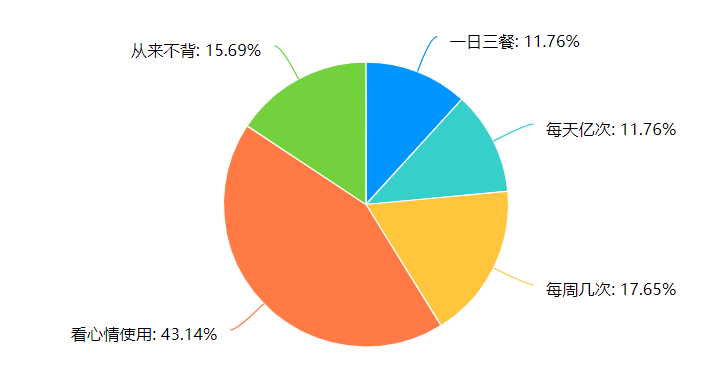 一日三餐: 11.76%
每天亿次: 11.76%
每周几次: 17.65%
看心情使用: 43.14%
从来不背: 15.69%